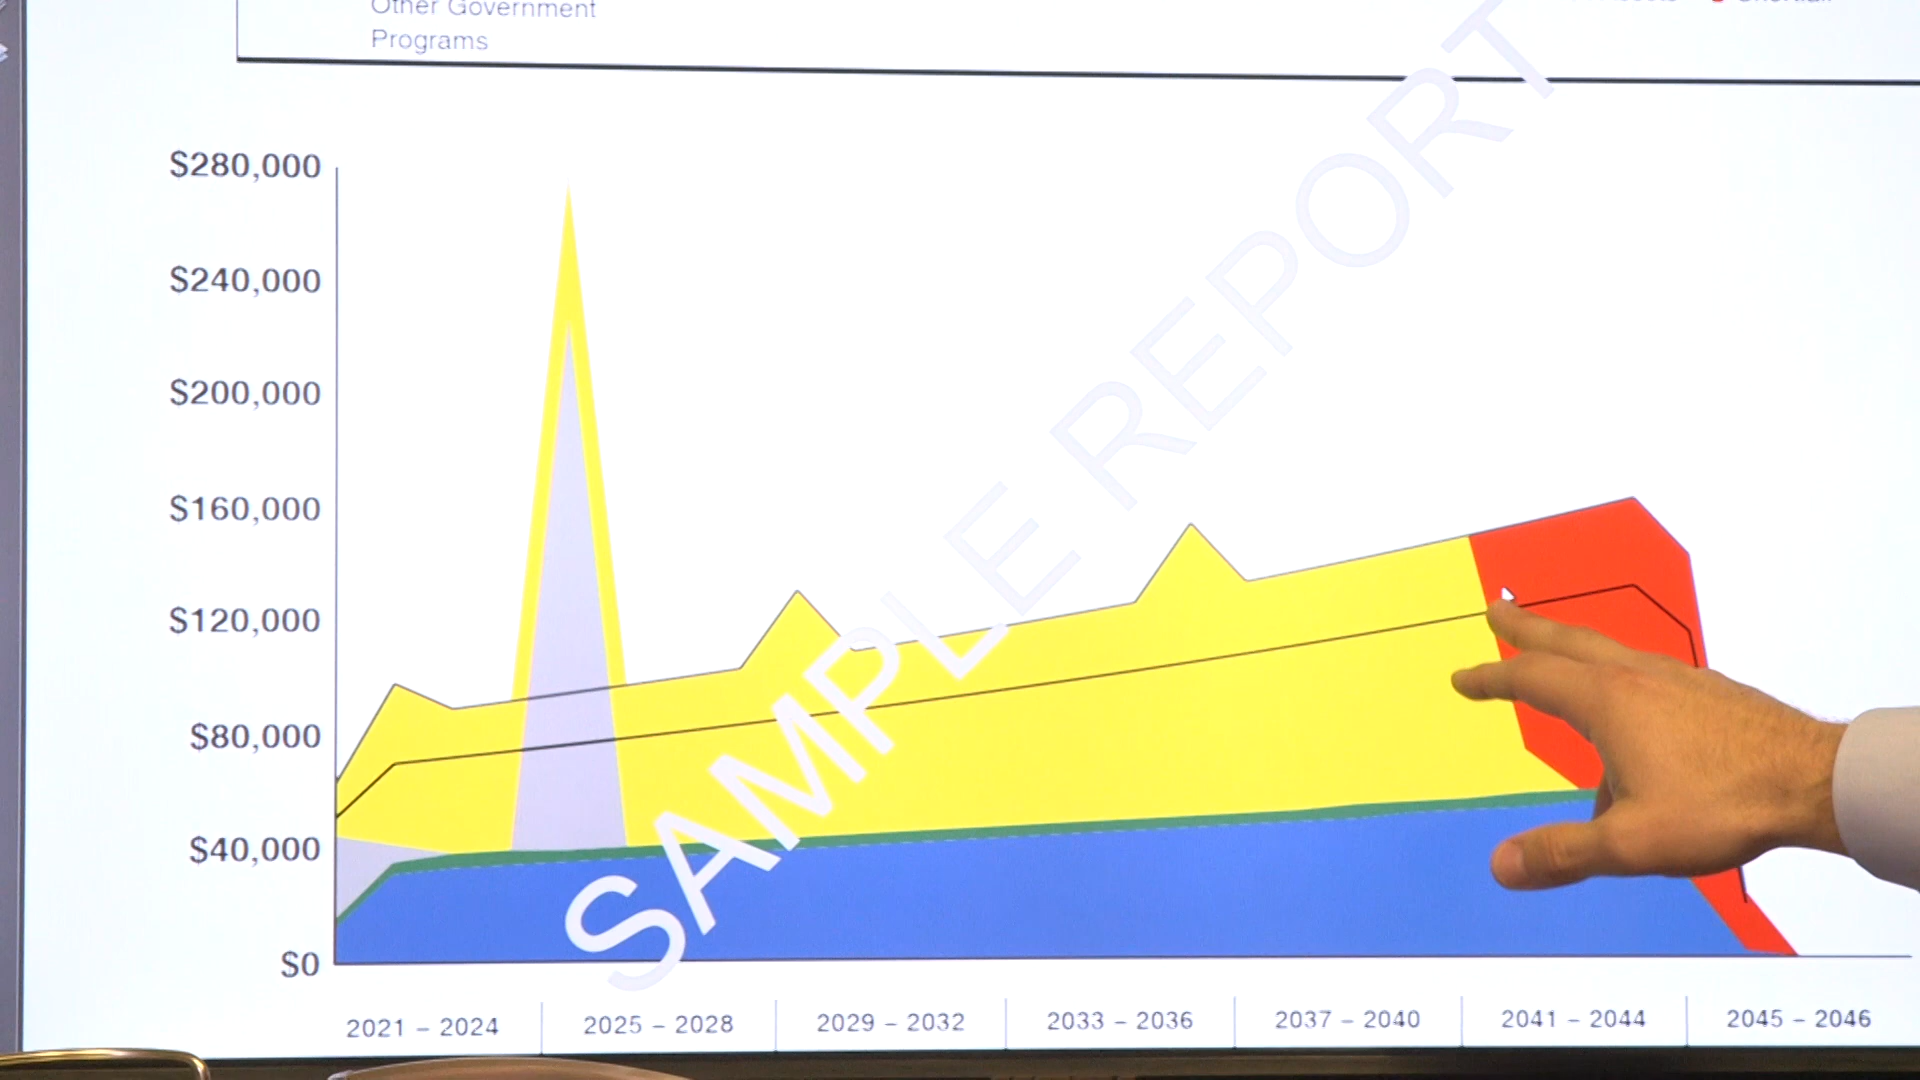 Other Government
Programs
$280,000
$240,000
$200,000
$160,000
$120,000
$80,000
$40,000
$0
SAMPLE REPORT
2021 – 2024
2025 – 2028
2029 – 2032
2033 – 2036
2037 – 2040
2041 – 2044
2045 – 2046